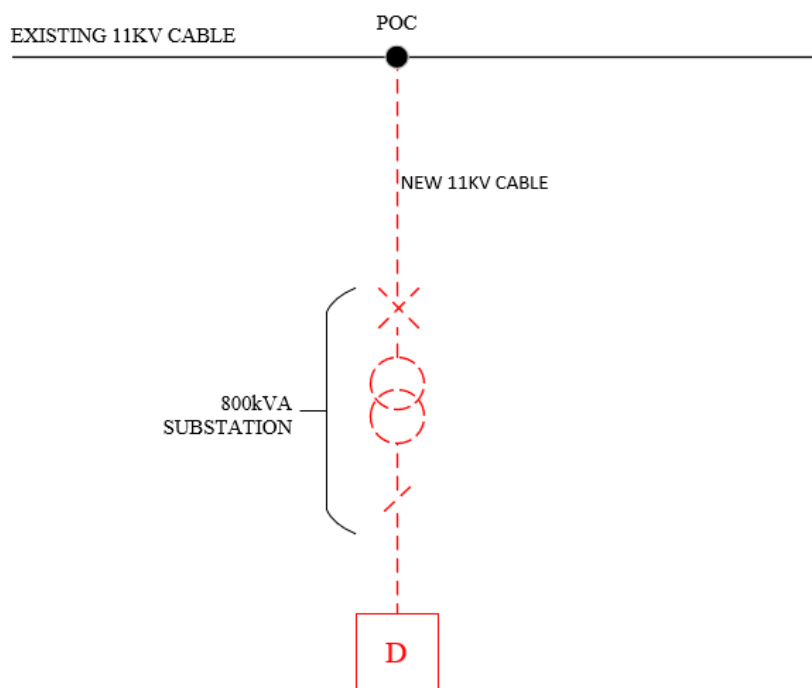 POC
EXISTING 11KV CABLE
NEW 11KV CABLE
800kVA
SUBSTATION
D